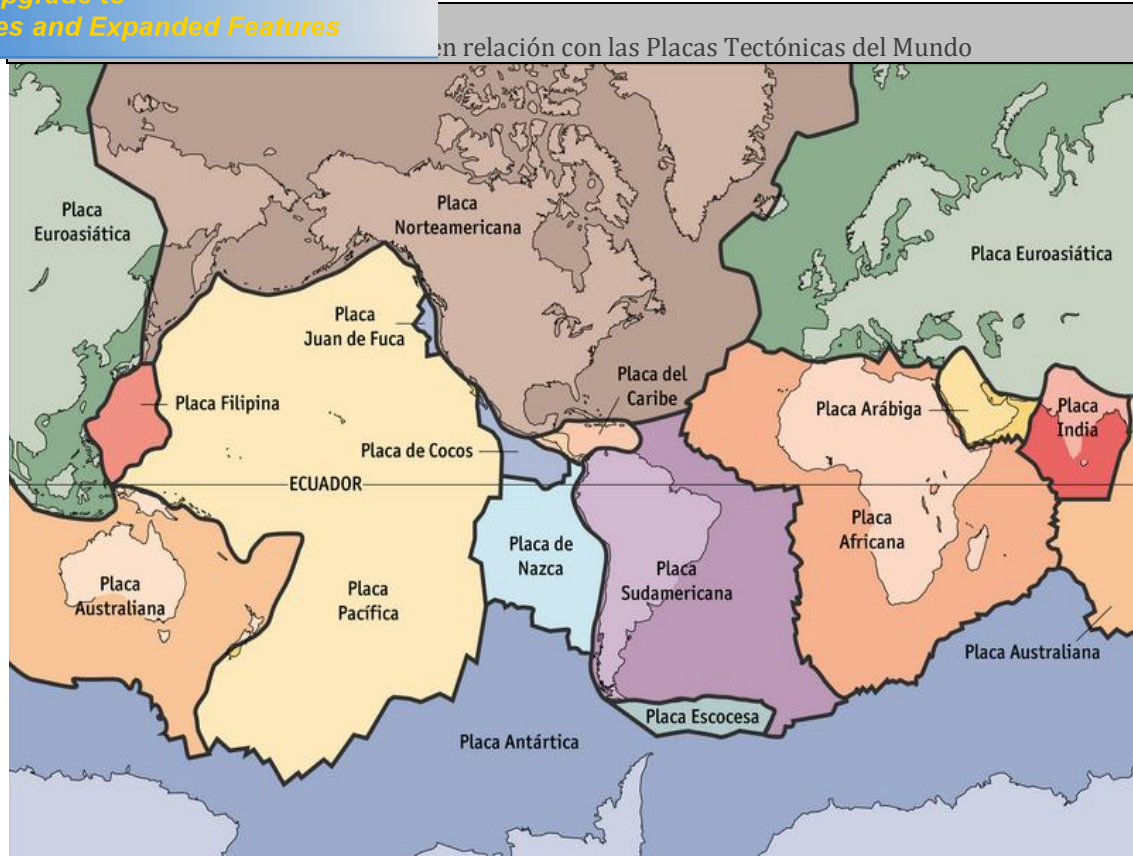 es and Expanded Features
en relación con las Placas Tectónicas del Mundo
Placa
Euroasiática
Placa
Norteamericana
Placa Euroasiática
Placa
Juan de Fuca
Placa del
Caribe
Placa Filipina
Placa Arábiga
Placa
India
Placa de Cocos
ECUADOR
Placa
Africana
Placa de
Nazca
Placa
Sudamericana
Placa
Australiana
Placa
Pacífica
Placa Australiana
Placa Escocesa
Placa Antártica